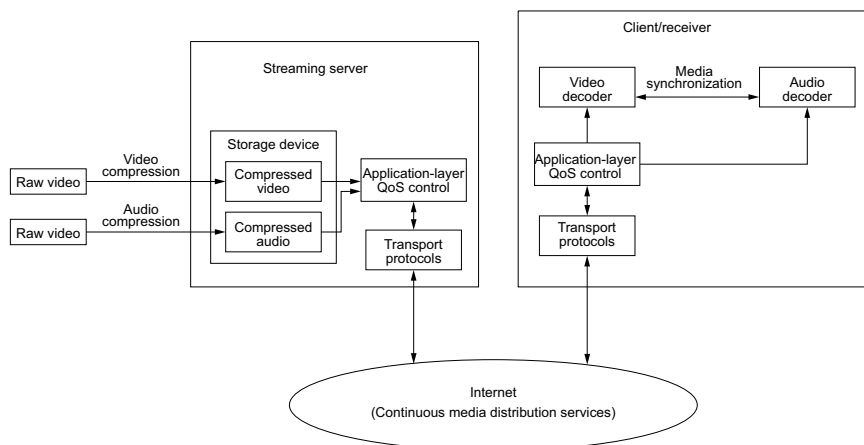 Client/receiver
Streaming server
Video
decoder
Media
synchronization
Audio
decoder
Storage device
Video
compression
Raw video
Compressed
video
Application-layer
QoS control
Application-layer
QoS control
Audio
compression
Raw video
Compressed
audio
Transport
protocols
Transport
protocols
Internet
(Continuous media distribution services)